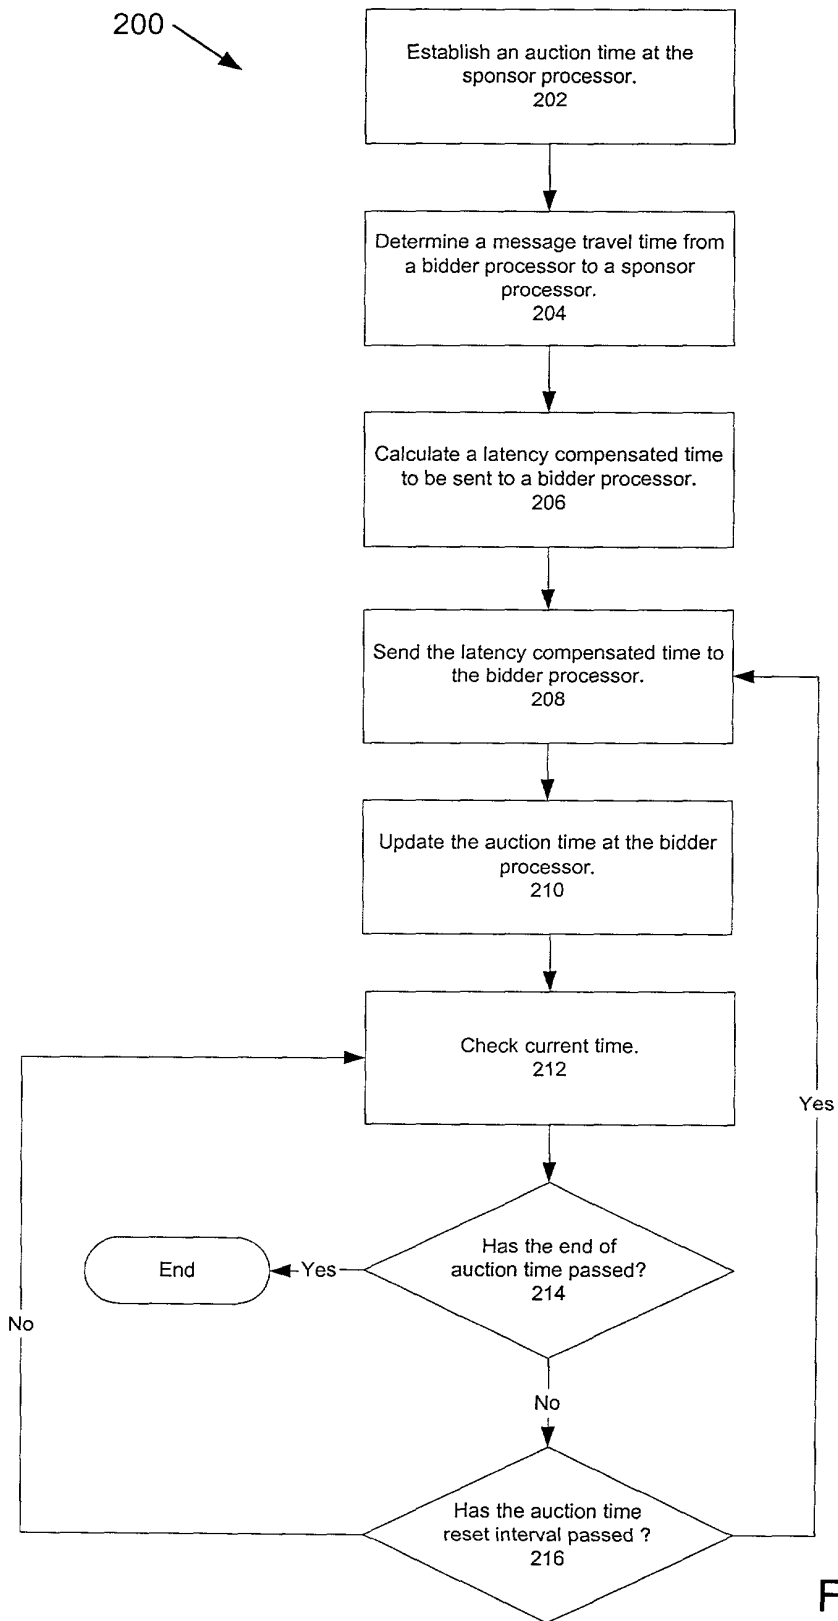 200
Establish an auction time at the
sponsor processor.
202
Determine a message travel time from
a bidder processor to a sponsor
processor.
204
Calculate a latency compensated time
to be sent to a bidder processor.
206
Send the latency compensated time to
the bidder processor.
208
Update the auction time at the bidder
processor.
210
Check current time.
212
Yes
Has the end of
auction time passed?
214
Yes
End
No
No
Has the auction time
reset interval passed ?
216
F